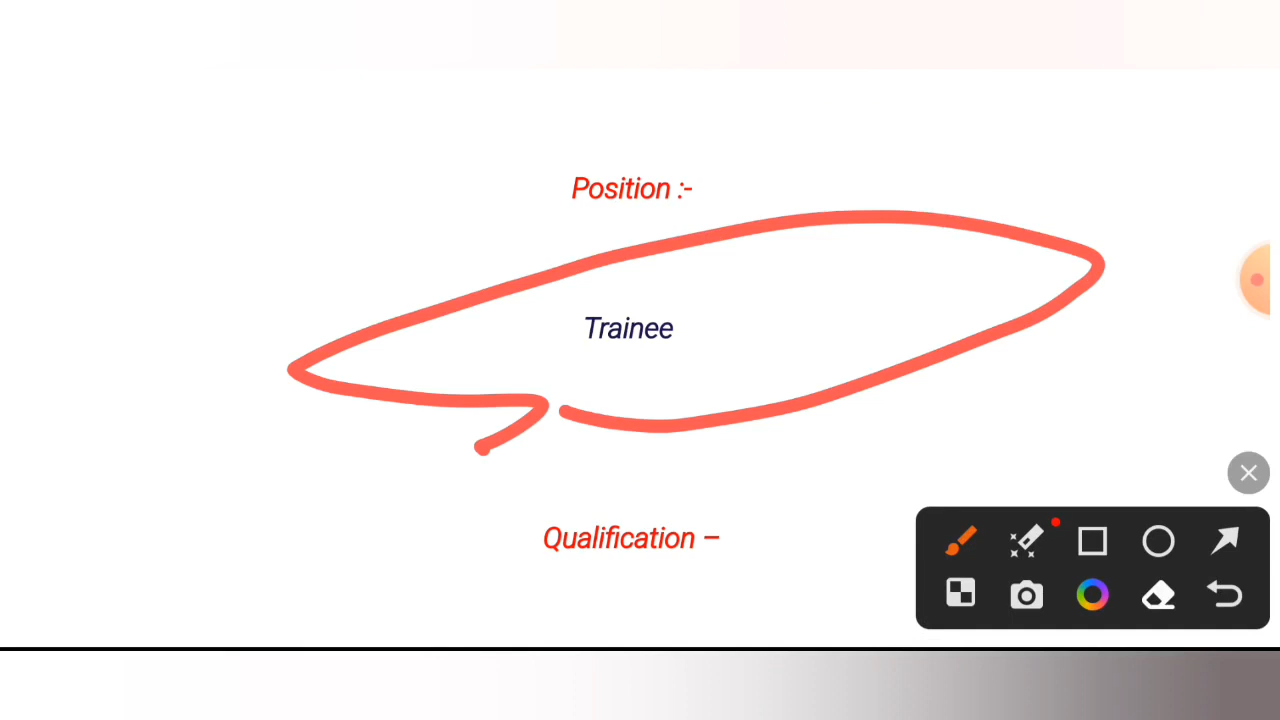 Position :-
Trainee
Qualification –